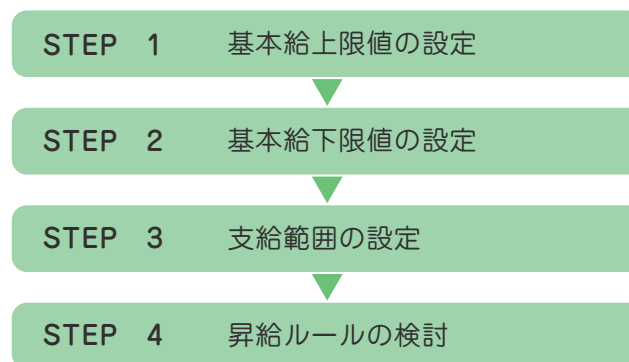 STEP 1 基本給上限値の設定
STEP 2 基本給下限値の設定
STEP 3 支給範囲の設定
STEP 4 昇給ルールの検討